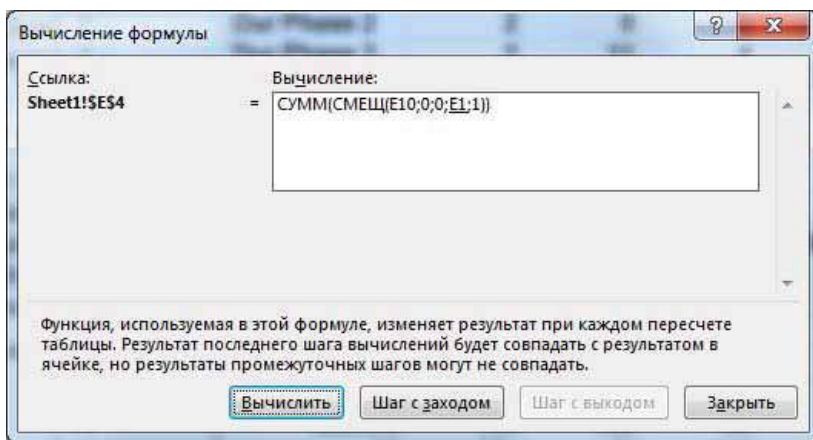 Вычисление формулы
Ссылка:
Вычисление:
Sheet1!$E$4
=
СУММ(СМЕЩ(E10;0;0;E1;1))
Функция, используемая в этой формуле, изменяет результат при каждом пересчете
таблицы. Результат последнего шага вычислений будет совпадать с результатом в
ячейке, но результаты промежуточных шагов могут не совпадать.
Вычислить
Шаг с заходом
Шаг с выходом
Закрыть